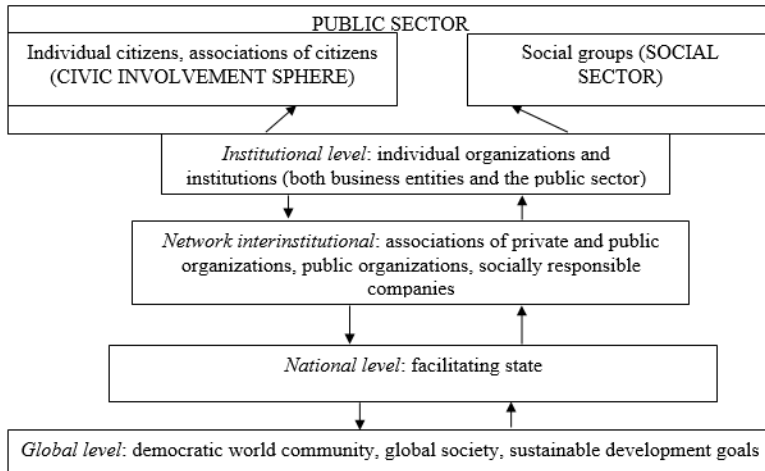 PUBLIC SECTOR
Individual citizens, associations of citizens
(CIVIC INVOLVEMENT SPHERE)
Social groups (SOCIAL
SECTOR)
Institutional level: individual organizations and
institutions (both business entities and the public sector)
Network interinstitutional: associations of private and public
organizations, public organizations, socially responsible
companies
National level: facilitating state
Global level: democratic world community, global society, sustainable development goals